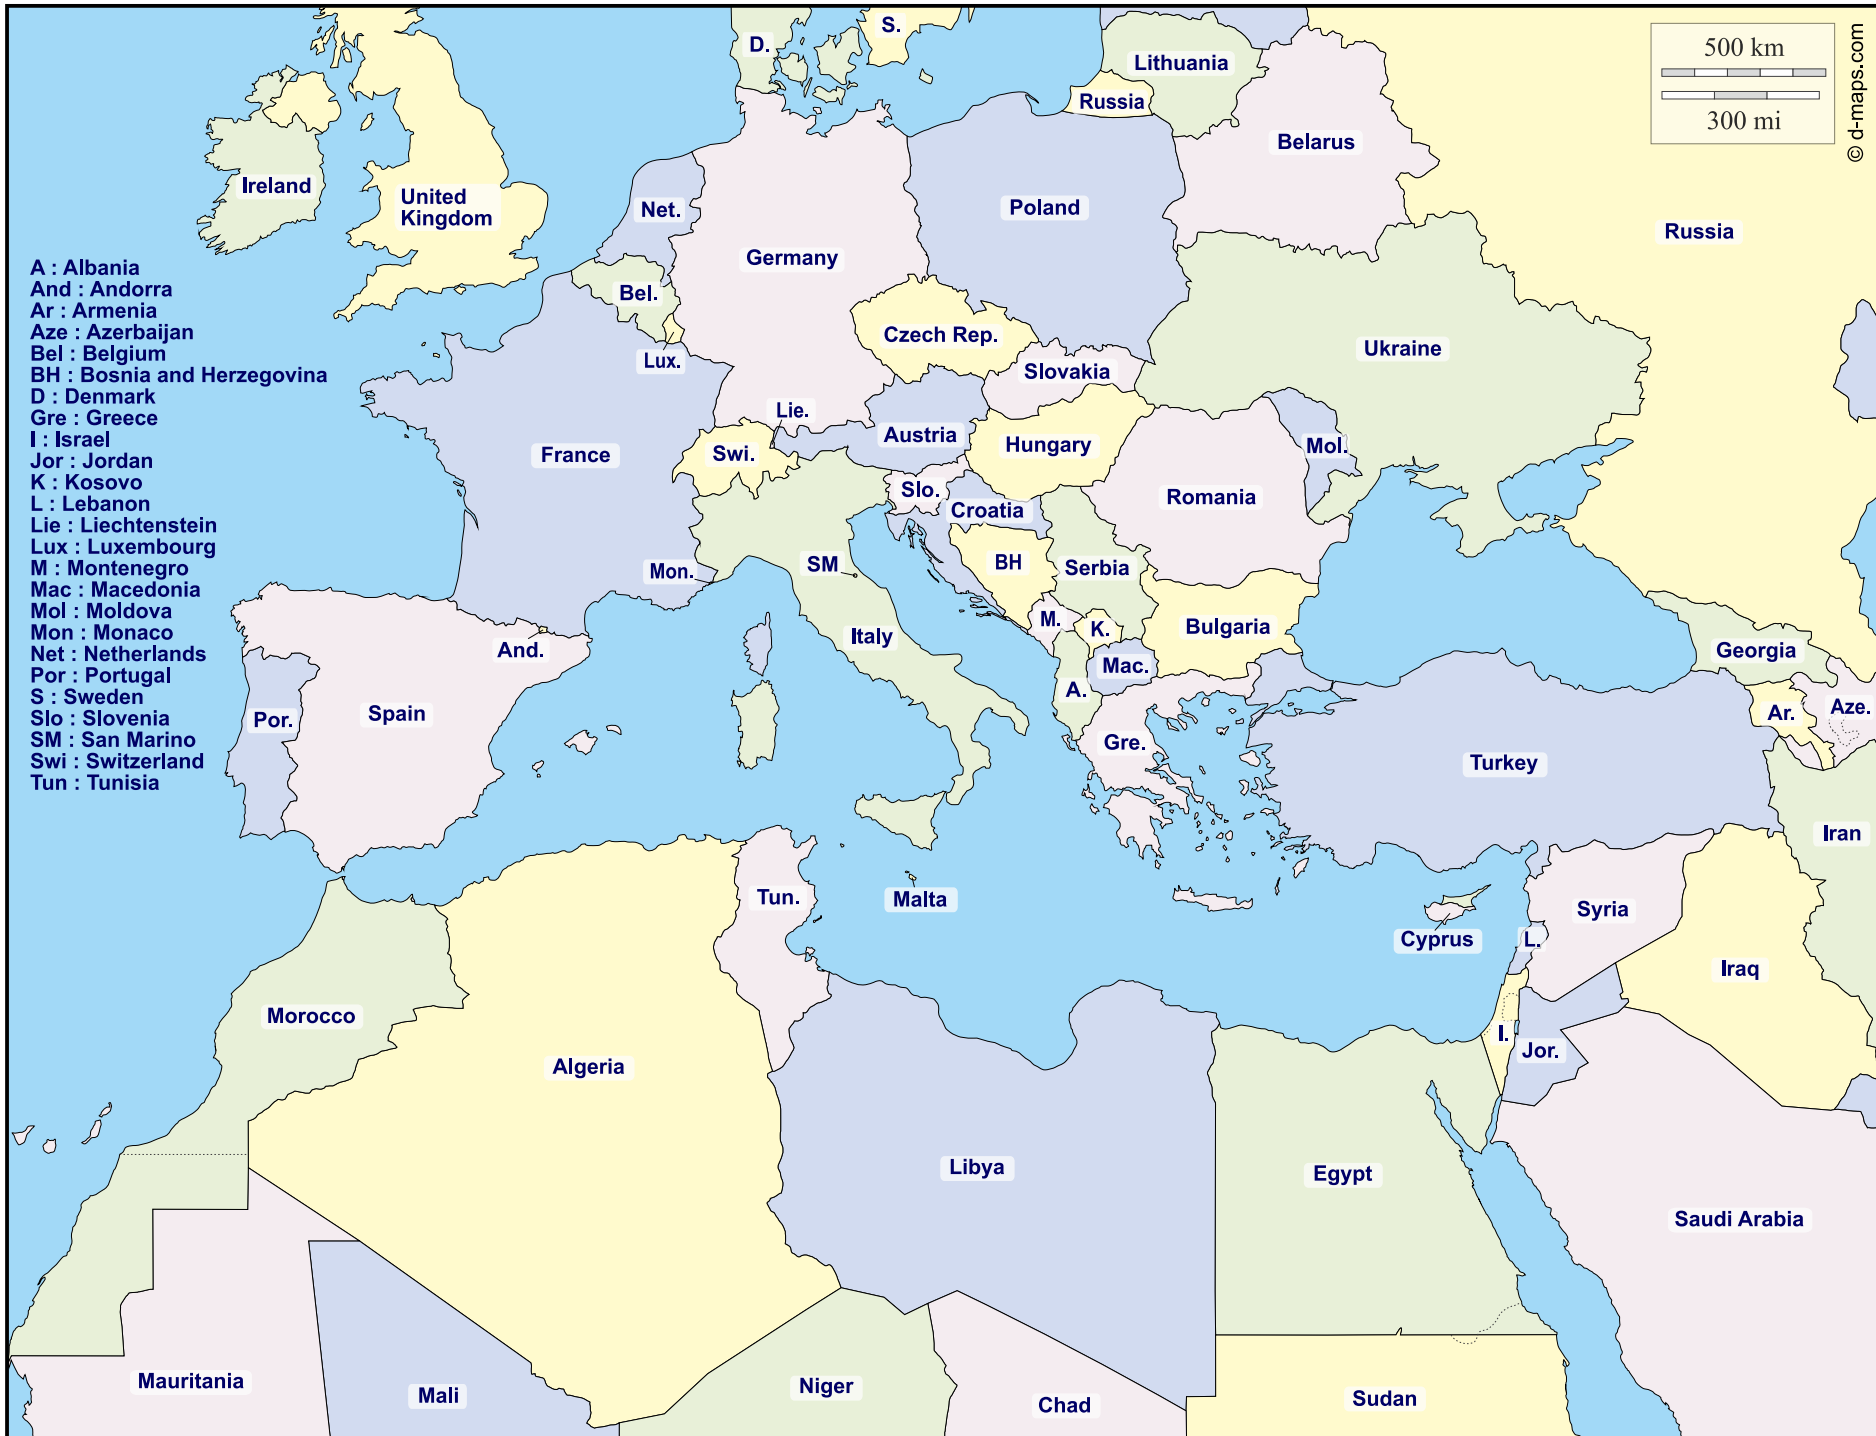 D.
S.
Lithuania
500 km
300 mi
© d-maps.com
Russia
Belarus
Ireland
United
Kingdom
Net.
Poland
Russia
Germany
Bel.
Czech Rep.
Ukraine
Lux.
Slovakia
Lie.
Austria
France
Swi.
Hungary
Mol.
Slo.
Romania
Croatia
Mon.
SM
BH
Serbia
Italy
M.
K.
Bulgaria
And.
Mac.
Georgia
A.
Por.
Spain
Gre.
Ar.
Aze.
Turkey
Iran
Tun.
Malta
Syria
Cyprus
L.
Iraq
Morocco
I.
Jor.
Algeria
Libya
Egypt
Saudi Arabia
Mauritania
Mali
Niger
Chad
Sudan
A : Albania
And : Andorra
Ar : Armenia
Aze : Azerbaijan
Bel : Belgium
BH : Bosnia and Herzegovina
D : Denmark
Gre : Greece
I : Israel
Jor : Jordan
K : Kosovo
L : Lebanon
Lie : Liechtenstein
Lux : Luxembourg
M : Montenegro
Mac : Macedonia
Mol : Moldova
Mon : Monaco
Net : Netherlands
Por : Portugal
S : Sweden
Slo : Slovenia
SM : San Marino
Swi : Switzerland
Tun : Tunisia